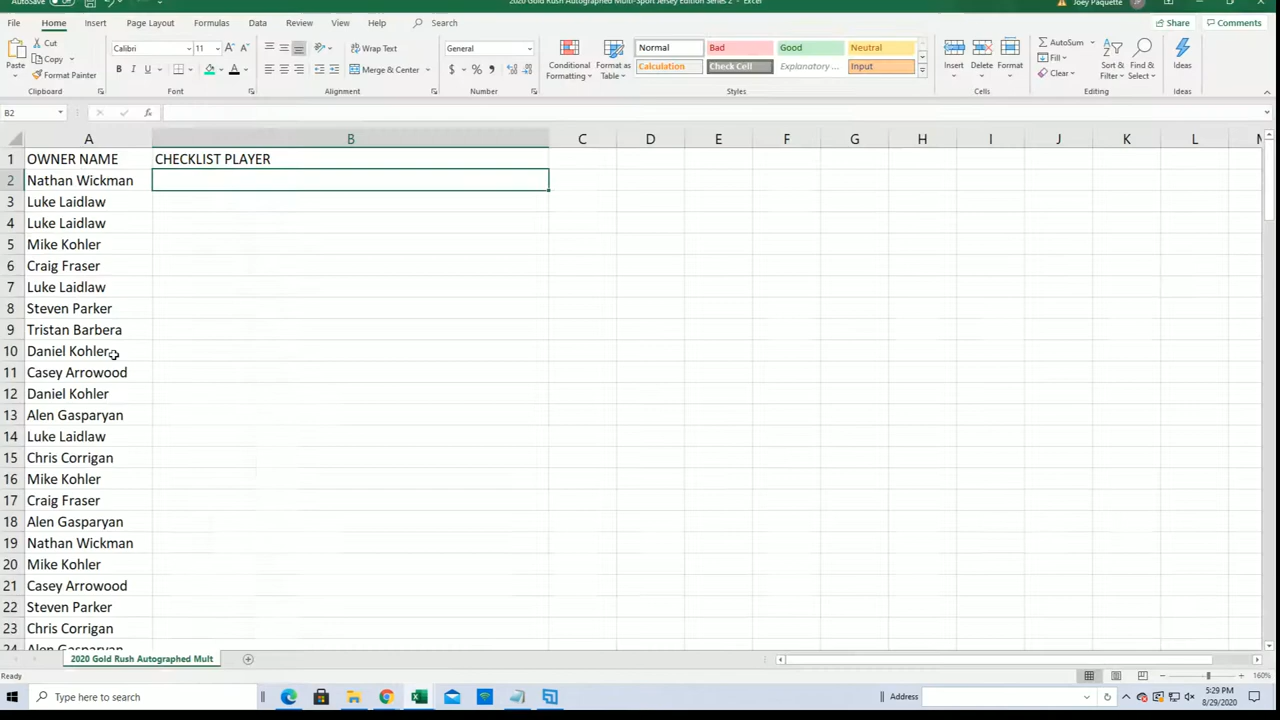 AutoSave
2020 Gold Rush Autographed Multi-Sport Jersey Edition Series 2 - Excel
Joey Paquette
JP
File Home Insert Page Layout Formulas Data Review View Help Search
Share Comments
Paste
Cut
Copy
Format Painter
Clipboard
Calibri 11
B I U
Font
Wrap Text
Merge & Center
Alignment
General
$ % ,
Number
Conditional Formatting
Format as Table
Normal Bad Good Neutral
Calculation Check Cell Explanatory ... Input
Styles
Insert Delete Format
Cells
AutoSum
Fill
Clear
Sort & Filter
Find & Select
Editing
Ideas
Ideas
B2 fx
A B C D E F G H I J K L M
1 OWNER NAME CHECKLIST PLAYER
2 Nathan Wickman
3 Luke Laidlaw
4 Luke Laidlaw
5 Mike Kohler
6 Craig Fraser
7 Luke Laidlaw
8 Steven Parker
9 Tristan Barbera
10 Daniel Kohler
11 Casey Arrowood
12 Daniel Kohler
13 Alen Gasparyan
14 Luke Laidlaw
15 Chris Corrigan
16 Mike Kohler
17 Craig Fraser
18 Alen Gasparyan
19 Nathan Wickman
20 Mike Kohler
21 Casey Arrowood
22 Steven Parker
23 Chris Corrigan
24 Alen Gasparyan
2020 Gold Rush Autographed Mult
Ready
160%
Type here to search
Address
5:29 PM
8/29/2020